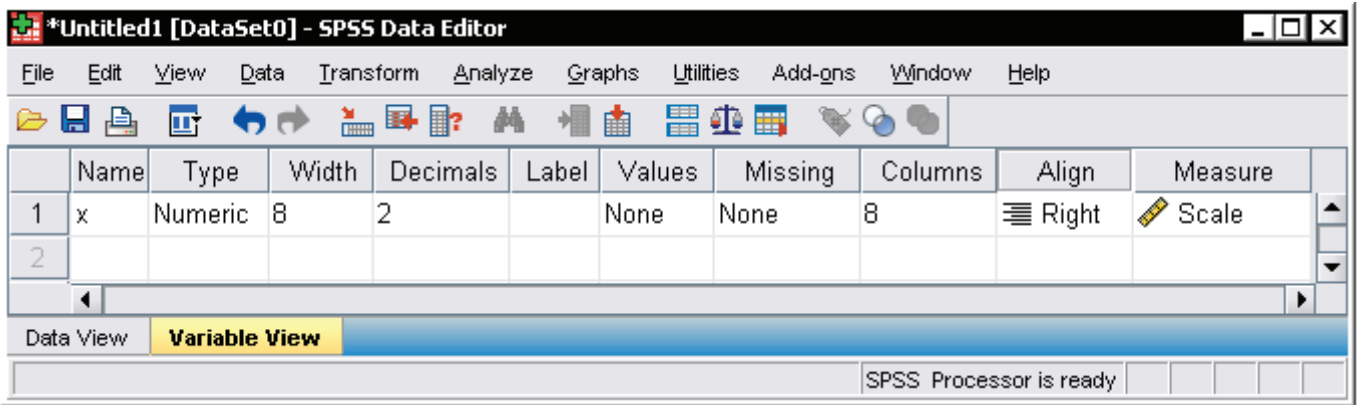 *Untitled1 [DataSet0] - SPSS Data Editor
File Edit View Data Transform Analyze Graphs Utilities Add-ons Window Help
Name Type Width Decimals Label Values Missing Columns Align Measure
1 x Numeric 8 2 None None 8 Right Scale
2
Data View Variable View
SPSS Processor is ready